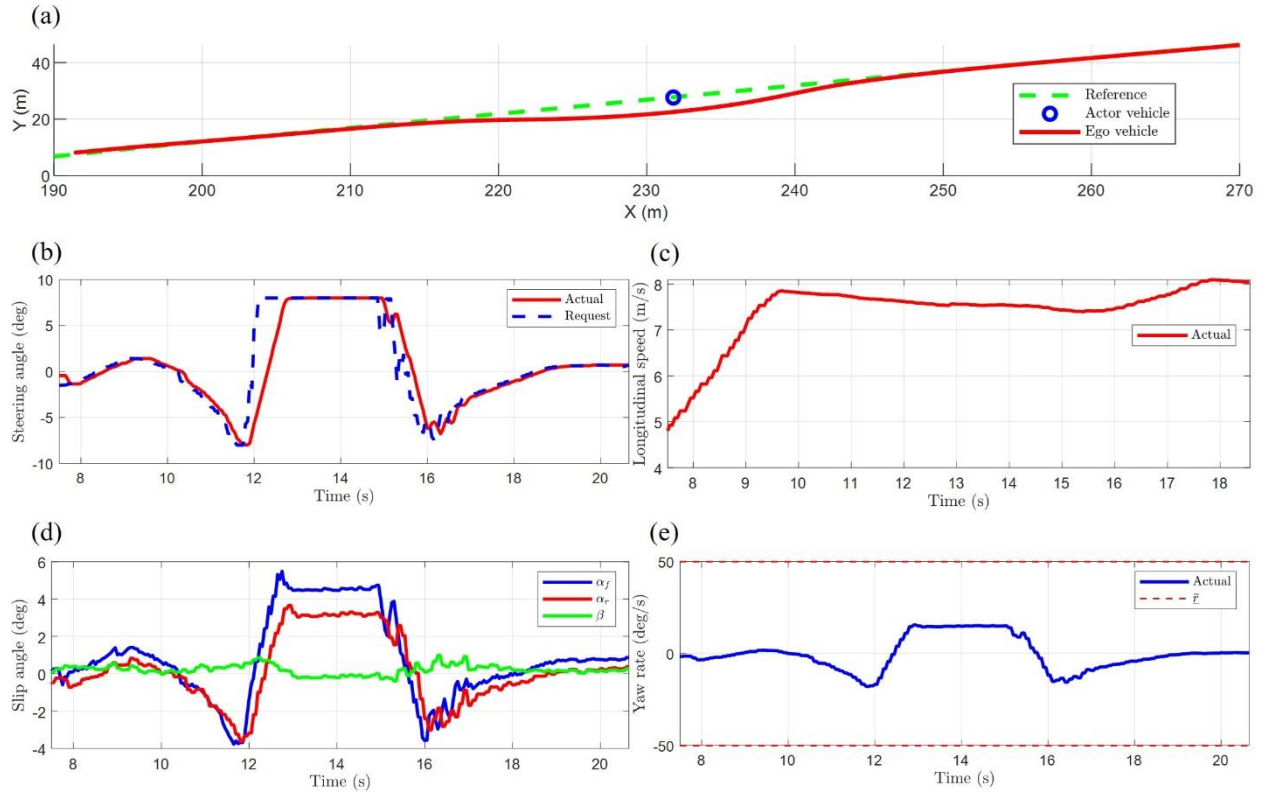 (a)
Y (m)
40
20
0
190 200 210 220 230 240 250 260 270
X (m)
Reference
Actor vehicle
Ego vehicle
(b)
Steering angle (deg)
10
5
0
-5
-10
8 10 12 14 16 18 20
Time (s)
Actual
Request
(c)
Longitudinal speed (m/s)
8
7
6
5
4
8 9 10 11 12 13 14 15 16 17 18
Time (s)
Actual
(d)
Slip angle (deg)
6
4
2
0
-2
-4
8 10 12 14 16 18 20
Time (s)
α_f
α_r
β
(e)
Yaw rate (deg/s)
50
0
-50
8 10 12 14 16 18 20
Time (s)
Actual